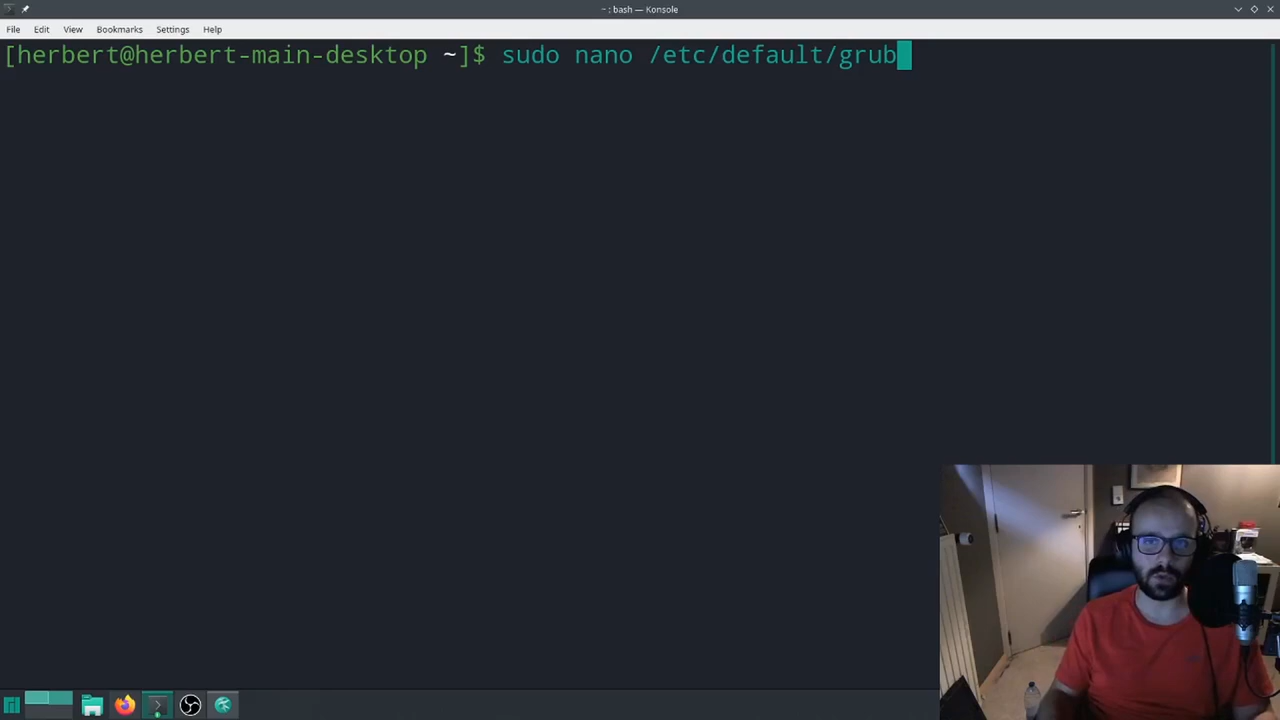 ~ : bash — Konsole
File Edit View Bookmarks Settings Help
[herbert@herbert-main-desktop ~]$ sudo nano /etc/default/grub